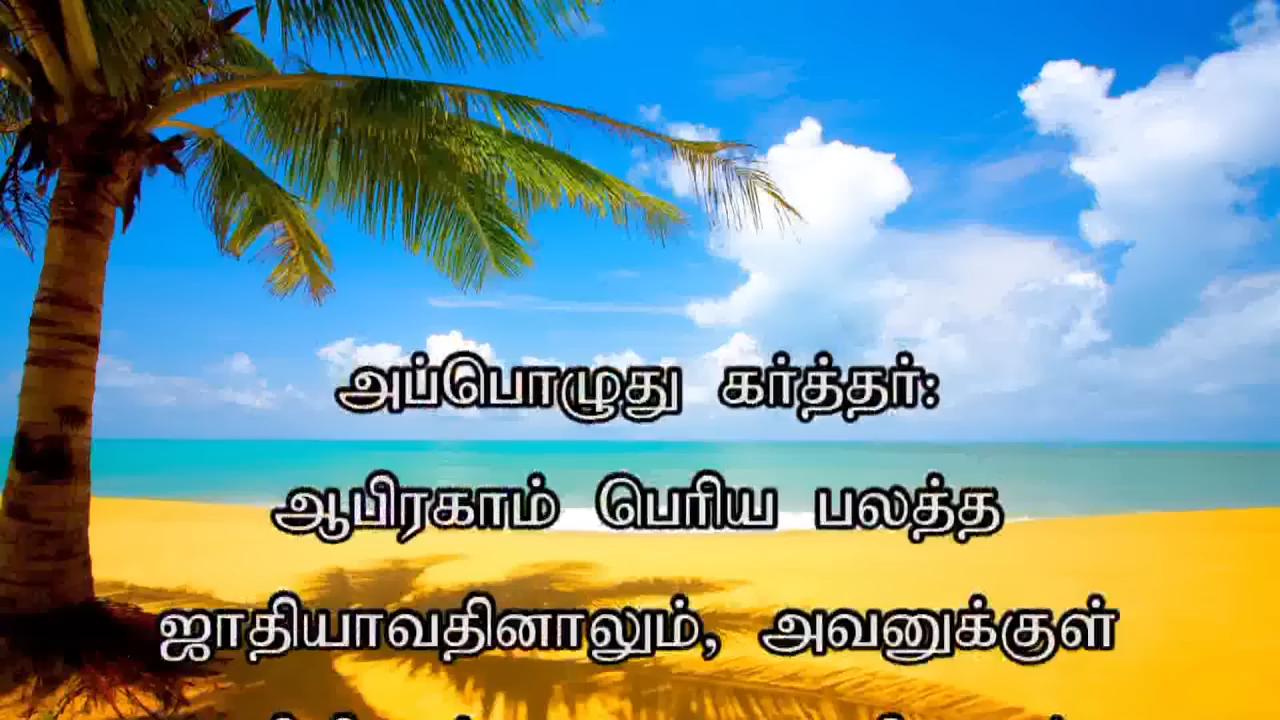 அப்பொழுது கர்த்தர்:
ஆபிரகாம் பெரிய பலத்த
ஜாதியாவதினாலும், அவனுக்குள்